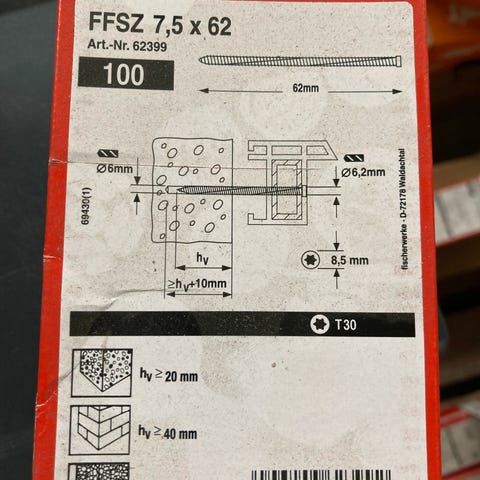 FFSZ 7,5 x 62
Art.-Nr. 62399
100
62mm
Ø6mm
Ø6,2mm
69430(1)
fischerwerke · D-72178 Waldachtal
hv
≥hv+10mm
8,5 mm
T30
hv ≥ 20 mm
hv ≥ 40 mm